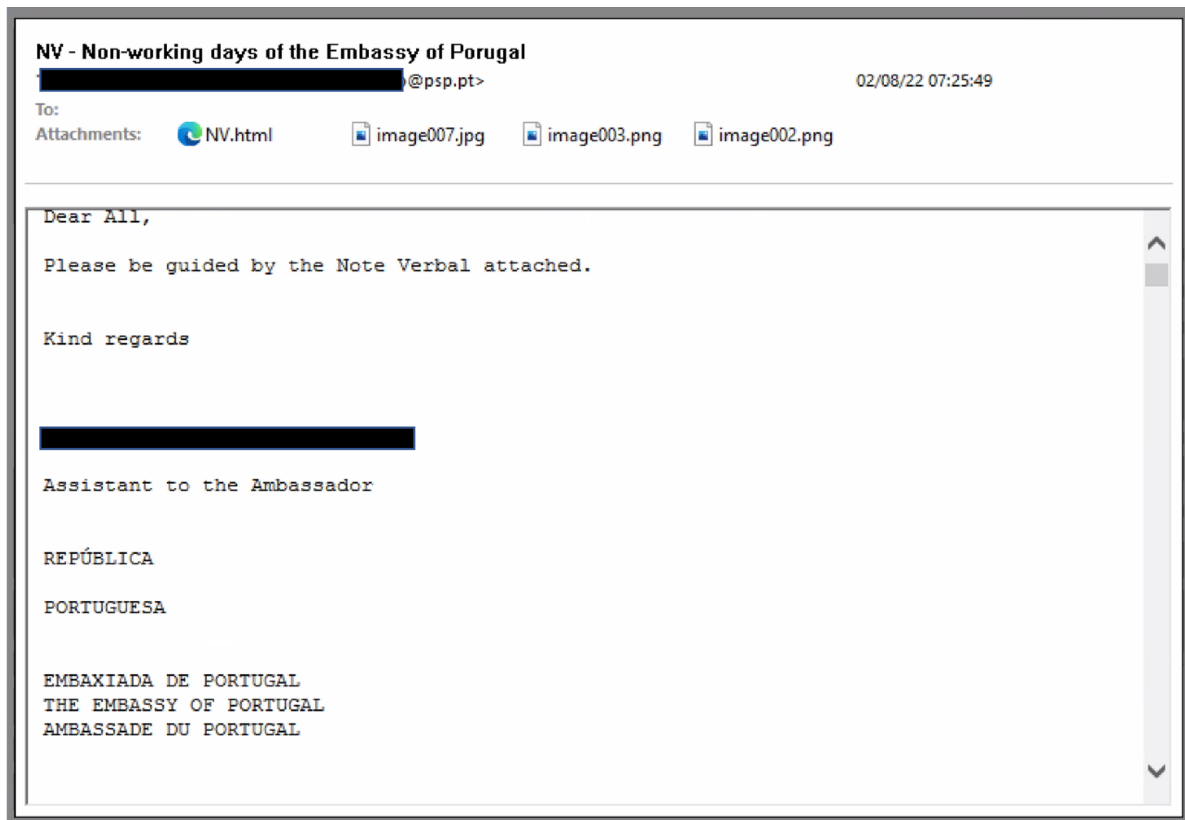 NV - Non-working days of the Embassy of Porugal
@psp.pt>
02/08/22 07:25:49
To:
Attachments:
NV.html
image007.jpg
image003.png
image002.png
Dear All,
Please be guided by the Note Verbal attached.
Kind regards
Assistant to the Ambassador
REPÚBLICA
PORTUGUESA
EMBAXIADA DE PORTUGAL
THE EMBASSY OF PORTUGAL
AMBASSADE DU PORTUGAL